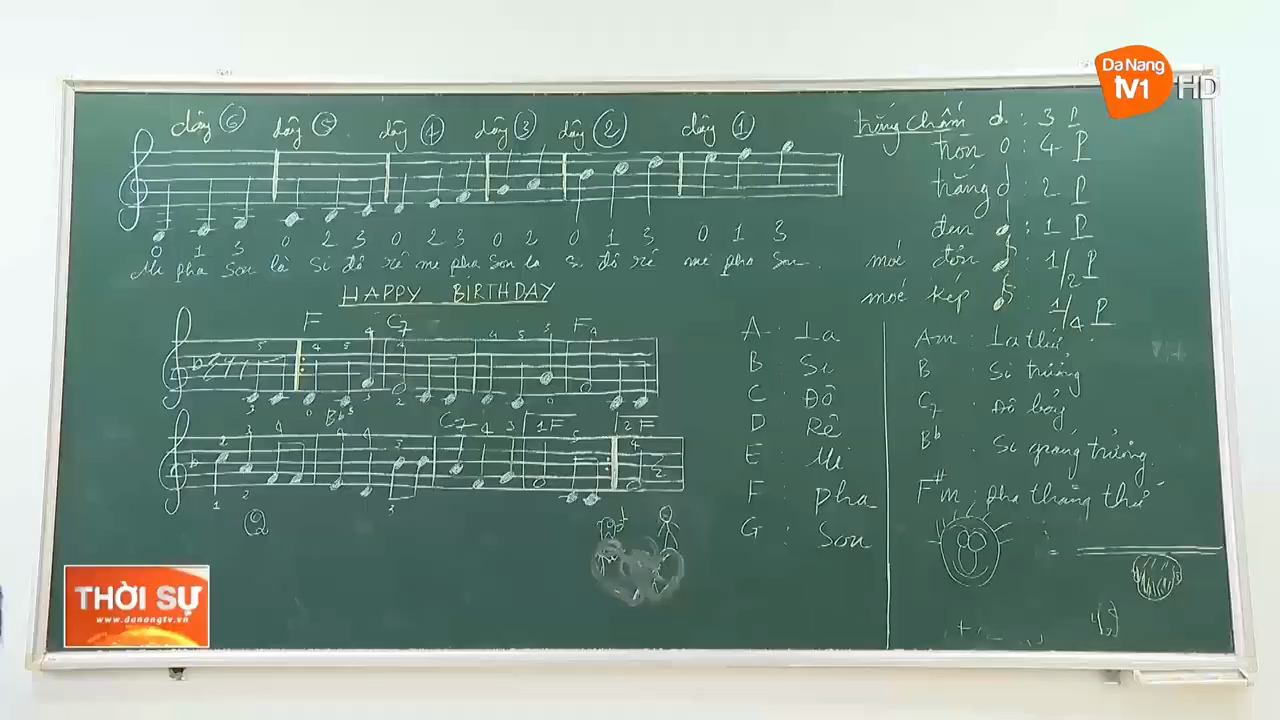 Da Nang
TV1 HD
dây 6 dây 5 dây 4 dây 3 dây 2 dây 1
0 1 3 0 2 3 0 2 3 0 2 0 1 3 0 1 3
Mi pha Son là Si đô rê mi pha Son la si đô rê mi pha Son.
HAPPY BIRTHDAY
F C7 F
Bb C7 1F 2F
trắng chấm d. : 3 P
tròn o : 4 P
trắng d : 2 P
đen : 1 P
móc đơn : 1/2 P
móc kép : 1/4 P
A : La
B : Si
C : Đô
D : Rê
E : Mi
F : pha
G : Son
Am : La thứ
B : Si trưởng
C7 : Đô bảy
Bb : Si giáng trưởng.
F#m : pha thăng thứ
THỜI SỰ
www.danangtv.vn